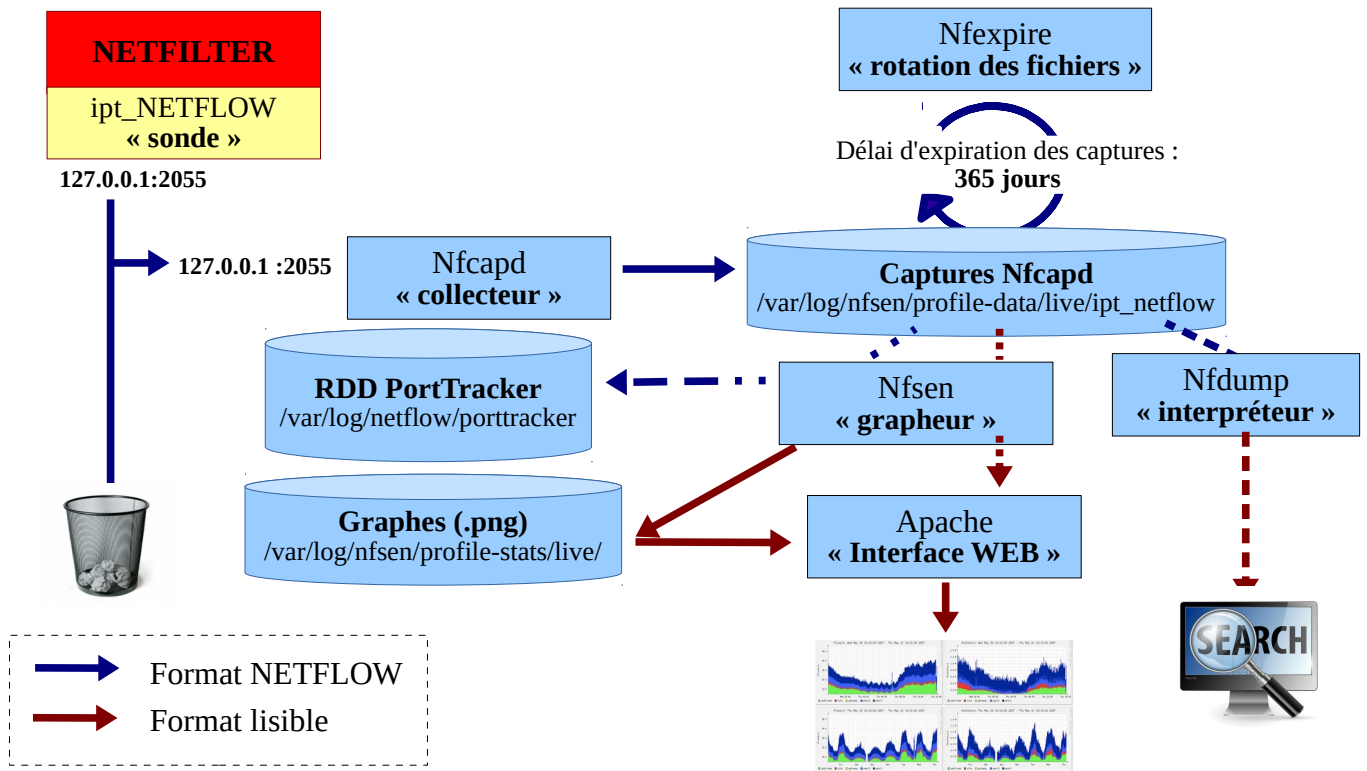 NETFILTER
ipt_NETFLOW
« sonde »
127.0.0.1:2055
Nfexpire
« rotation des fichiers »
Délai d'expiration des captures :
365 jours
127.0.0.1 :2055
Nfcapd
« collecteur »
Captures Nfcapd
/var/log/nfsen/profile-data/live/ipt_netflow
RDD PortTracker
/var/log/netflow/porttracker
Nfsen
« grapheur »
Nfdump
« interpréteur »
Graphes (.png)
/var/log/nfsen/profile-stats/live/
Apache
« Interface WEB »
SEARCH
Format NETFLOW
Format lisible